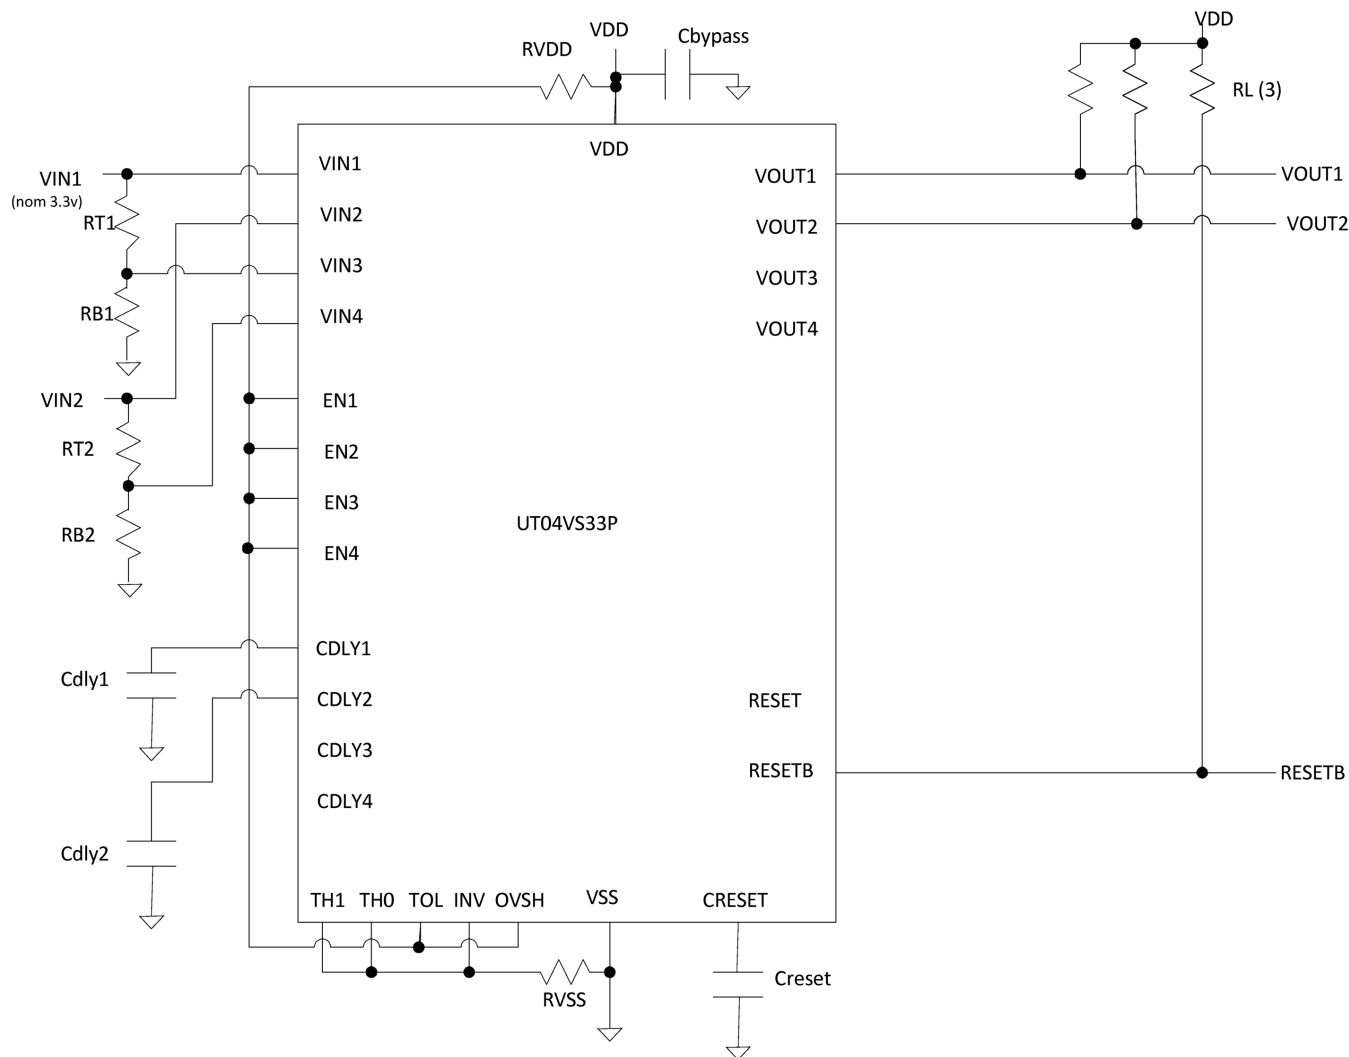 VDD
VDD
RVDD
Cbypass
RL (3)
VDD
VIN1
(nom 3.3v)
RT1
RB1
VIN2
RT2
RB2
Cdly1
Cdly2
VIN1
VIN2
VIN3
VIN4
EN1
EN2
EN3
EN4
CDLY1
CDLY2
CDLY3
CDLY4
UT04VS33P
VOUT1
VOUT2
VOUT3
VOUT4
RESET
RESETB
VOUT1
VOUT2
RESETB
TH1 TH0 TOL INV OVSH VSS CRESET
RVSS
Creset